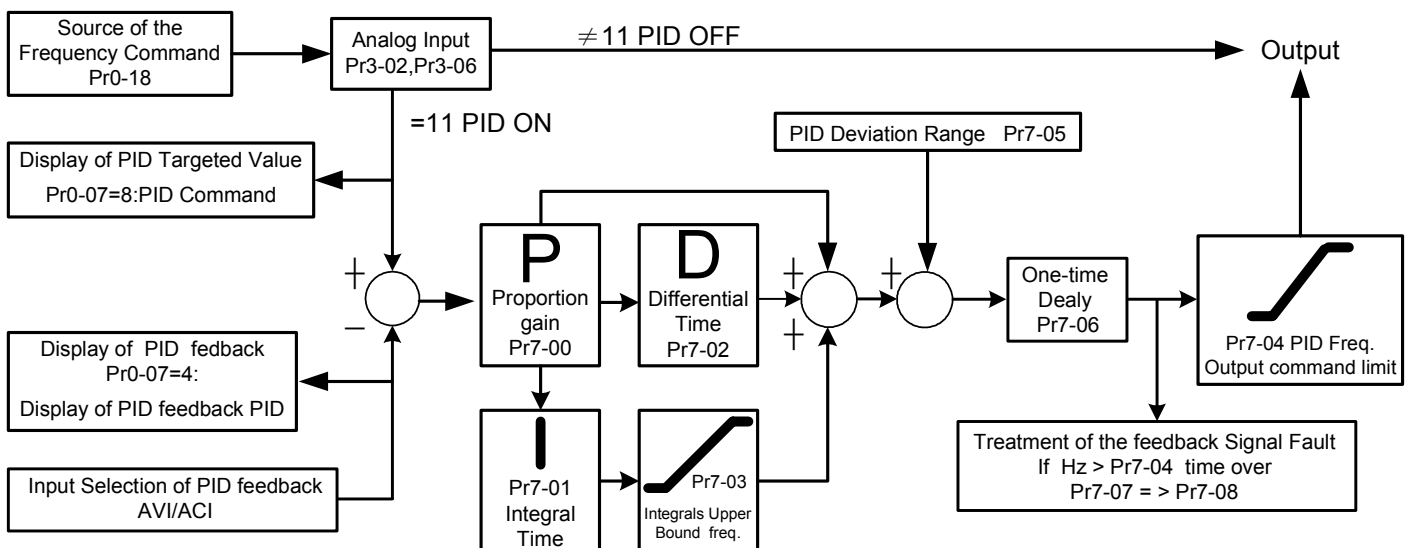 Source of the
Frequency Command
Pr0-18
Analog Input
Pr3-02,Pr3-06
≠11 PID OFF
Output
=11 PID ON
PID Deviation Range Pr7-05
Display of PID Targeted Value
Pr0-07=8:PID Command
+
−
P
Proportion
gain
Pr7-00
D
Differential
Time
Pr7-02
+
+
+
One-time
Dealy
Pr7-06
Pr7-04 PID Freq.
Output command limit
Display of PID fedback
Pr0-07=4:
Display of PID feedback PID
Input Selection of PID feedback
AVI/ACI
I
Pr7-01
Integral
Time
Pr7-03
Integrals Upper
Bound freq.
Treatment of the feedback Signal Fault
If Hz > Pr7-04 time over
Pr7-07 = > Pr7-08